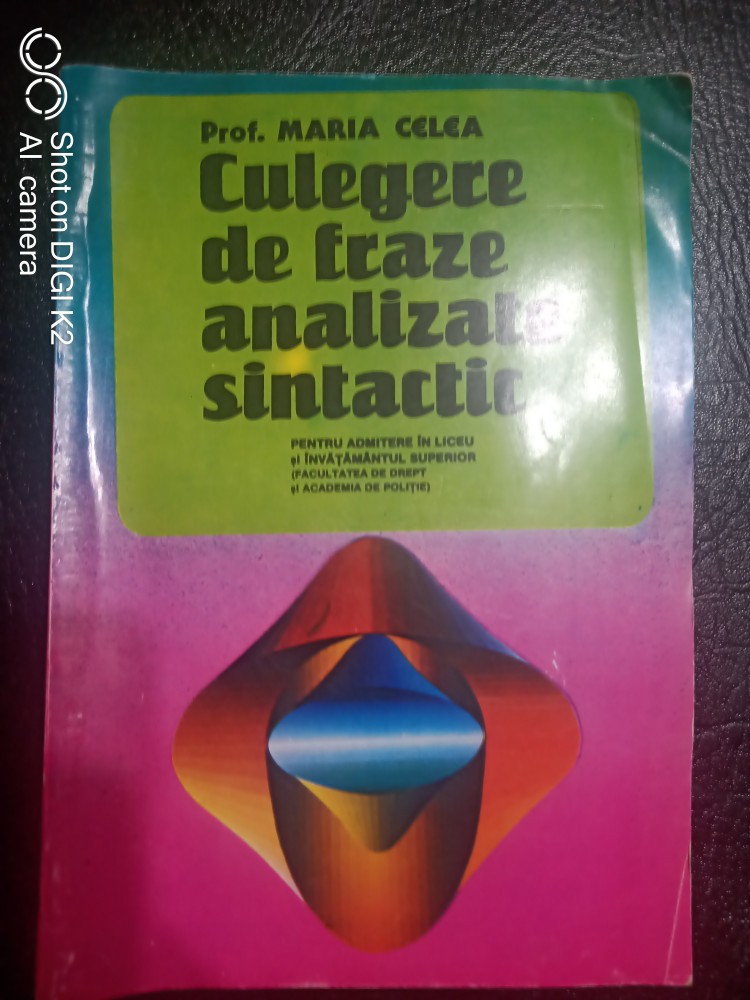 Prof. MARIA CELEA
Culegere
de fraze
analizate
sintactic
PENTRU ADMITERE ÎN LICEU
și ÎNVĂȚĂMÂNTUL SUPERIOR
(FACULTATEA DE DREPT
și ACADEMIA DE POLIȚIE)
Shot on DIGI K2
AI camera